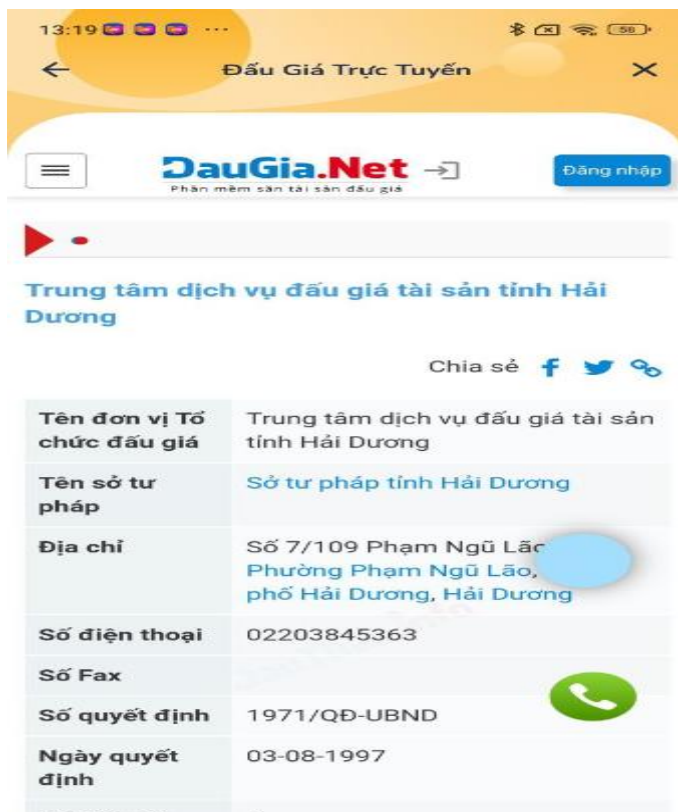 13:19
58
Đấu Giá Trực Tuyến
DauGia.Net
Đăng nhập
Phần mềm săn tài sản đấu giá
Trung tâm dịch vụ đấu giá tài sản tỉnh Hải
Dương
Chia sẻ
Tên đơn vị Tổ
chức đấu giá
Trung tâm dịch vụ đấu giá tài sản
tỉnh Hải Dương
Tên sở tư
pháp
Sở tư pháp tỉnh Hải Dương
Địa chỉ
Số 7/109 Phạm Ngũ Lão
Phường Phạm Ngũ Lão,
phố Hải Dương, Hải Dương
Số điện thoại
02203845363
Số Fax
Số quyết định
1971/QĐ-UBND
Ngày quyết
định
03-08-1997